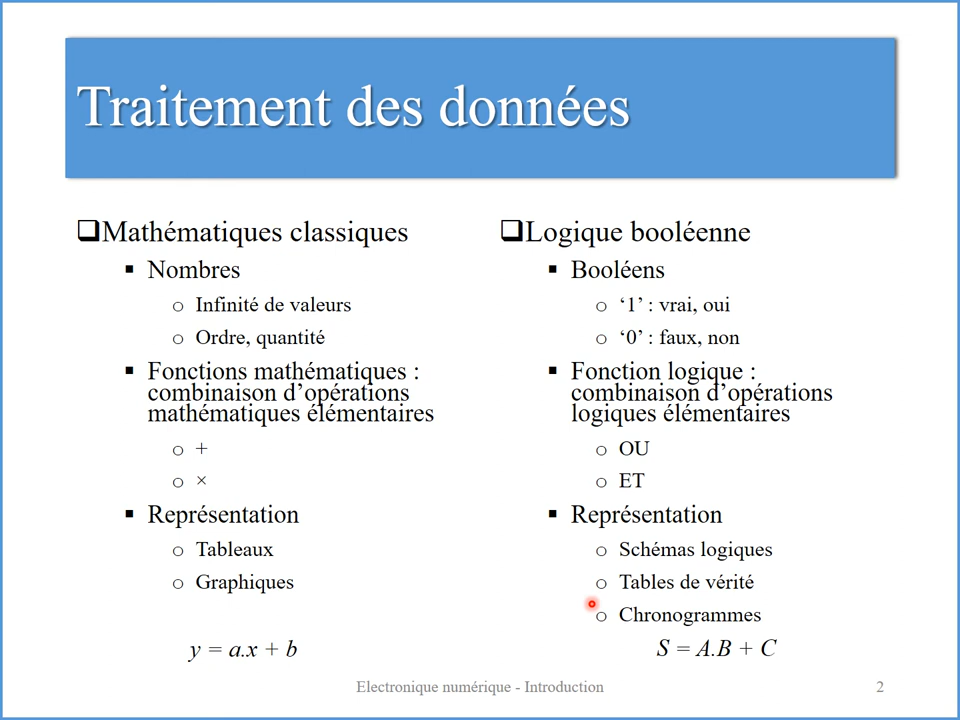 Traitement des données
Mathématiques classiques
Nombres
Infinité de valeurs
Ordre, quantité
Fonctions mathématiques :
combinaison d’opérations
mathématiques élémentaires
+
×
Représentation
Tableaux
Graphiques
y = a.x + b
Logique booléenne
Booléens
‘1’ : vrai, oui
‘0’ : faux, non
Fonction logique :
combinaison d’opérations
logiques élémentaires
OU
ET
Représentation
Schémas logiques
Tables de vérité
Chronogrammes
S = A.B + C
Electronique numérique - Introduction
2